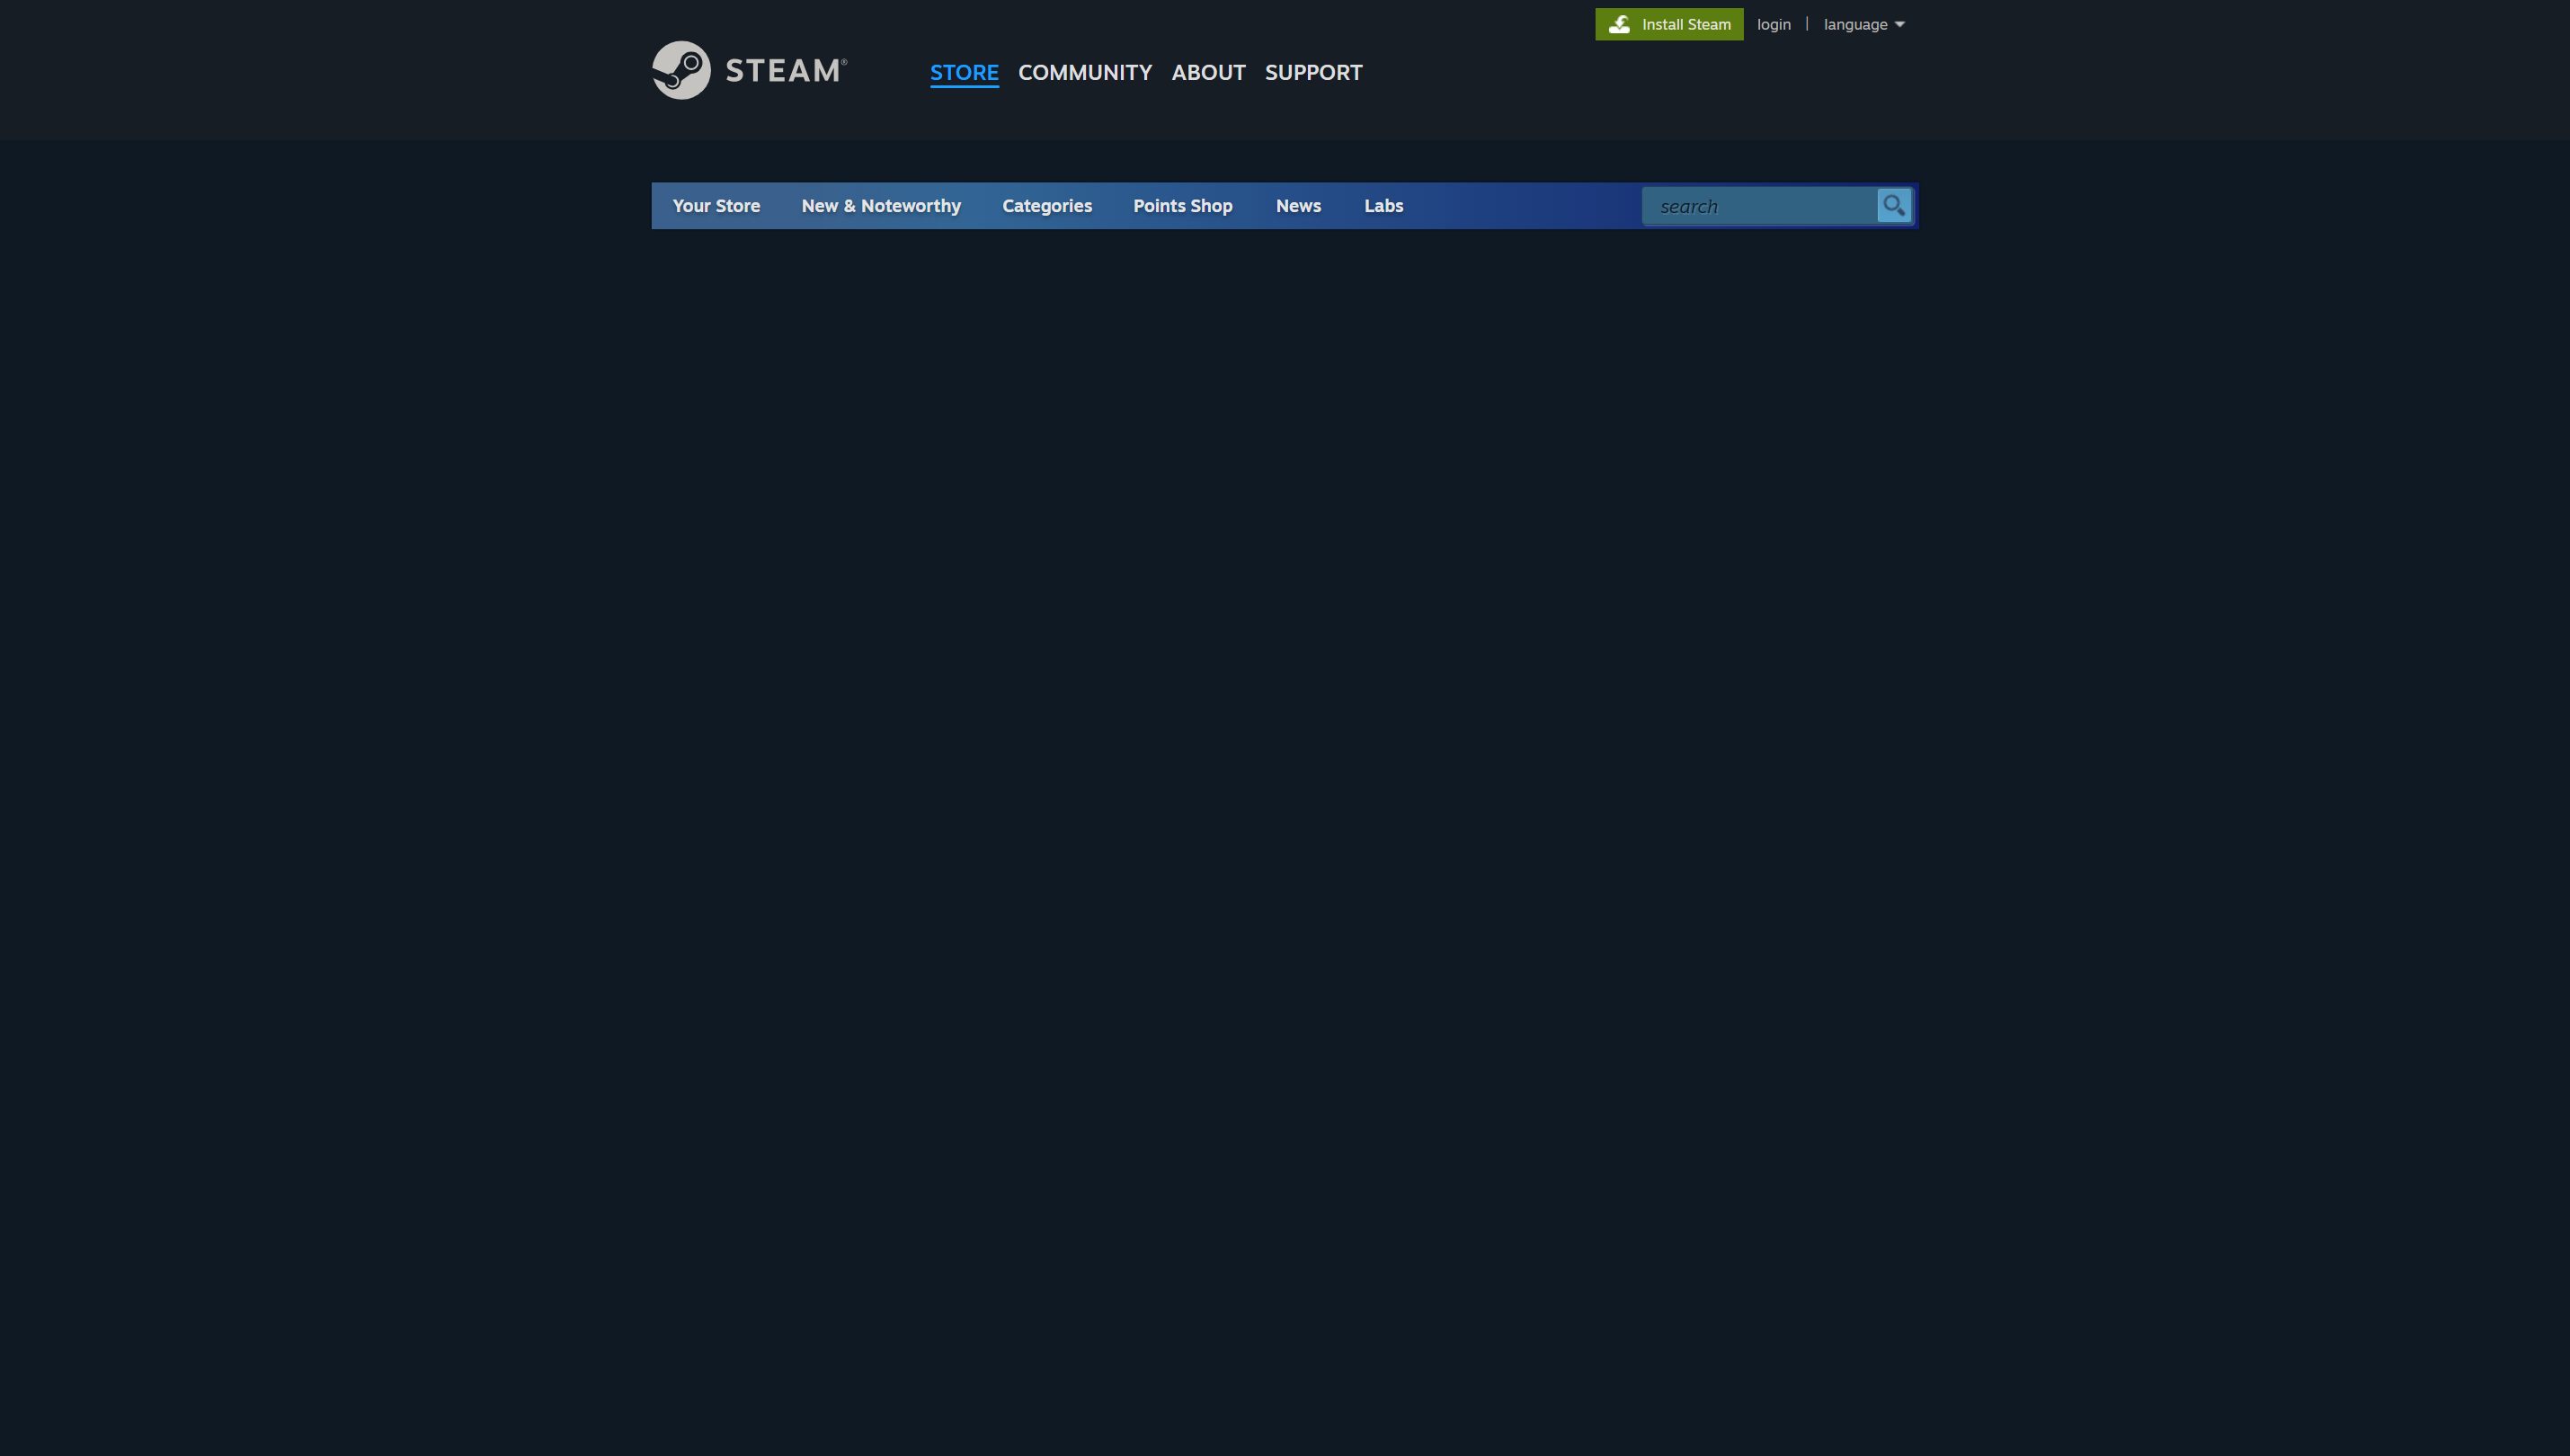 Install Steam login | language
STEAM® STORE COMMUNITY ABOUT SUPPORT
Your Store New & Noteworthy Categories Points Shop News Labs search